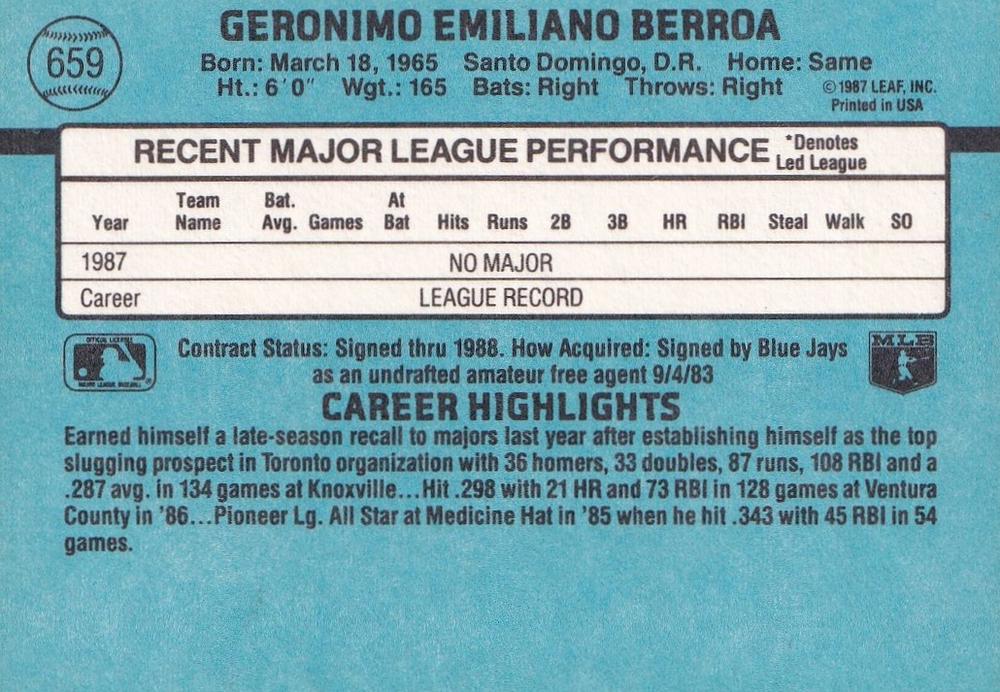 GERONIMO EMILIANO BERROA
659
Born: March 18, 1965 Santo Domingo, D.R. Home: Same
Ht.: 6'0" Wgt.: 165 Bats: Right Throws: Right
©1987 LEAF, INC.
Printed in USA
RECENT MAJOR LEAGUE PERFORMANCE
*Denotes
Led League
Year Team Name Bat. Avg. Games At Bat Hits Runs 2B 3B HR RBI Steal Walk SO
1987 NO MAJOR
Career LEAGUE RECORD
OFFICIAL LICENSEE
MAJOR LEAGUE BASEBALL
MLB
Contract Status: Signed thru 1988. How Acquired: Signed by Blue Jays
as an undrafted amateur free agent 9/4/83
CAREER HIGHLIGHTS
Earned himself a late-season recall to majors last year after establishing himself as the top
slugging prospect in Toronto organization with 36 homers, 33 doubles, 87 runs, 108 RBI and a
.287 avg. in 134 games at Knoxville...Hit .298 with 21 HR and 73 RBI in 128 games at Ventura
County in '86...Pioneer Lg. All Star at Medicine Hat in '85 when he hit .343 with 45 RBI in 54
games.